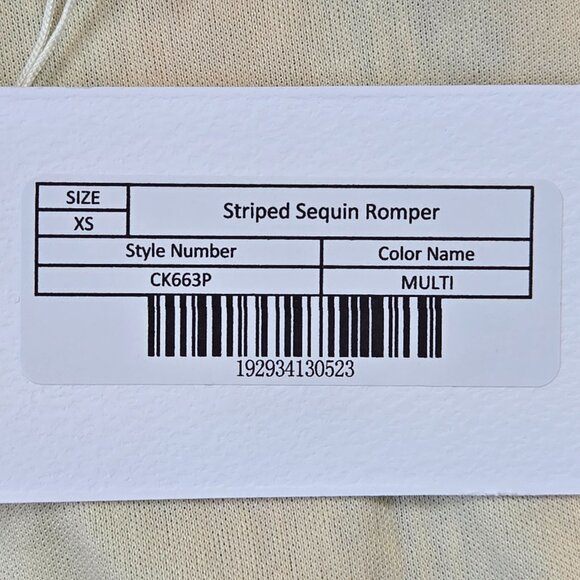 SIZE
Striped Sequin Romper
XS
Style Number
Color Name
CK663P
MULTI
192934130523